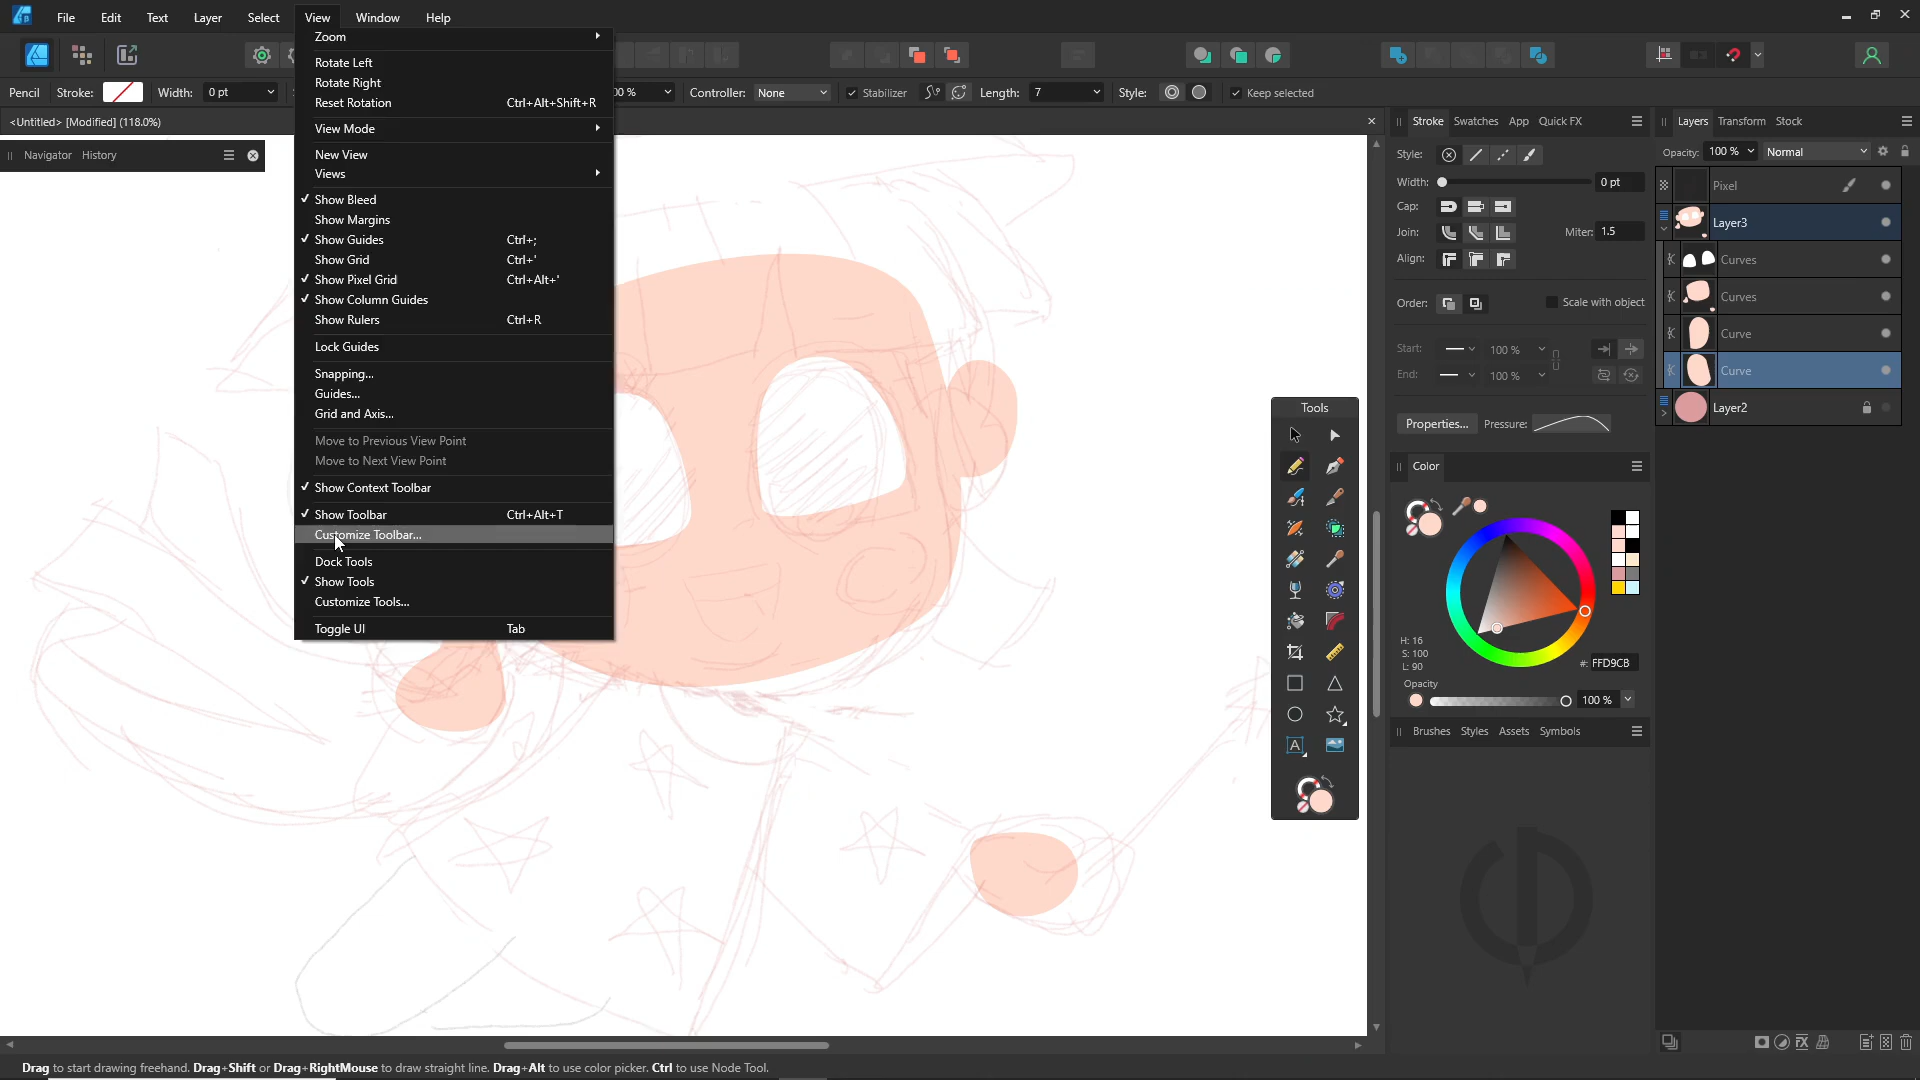 File Edit Text Layer Select View Window Help
Pencil Stroke: Width: 0 pt
00 % Controller: None Stabilizer Length: 7 Style: Keep selected
<Untitled> [Modified] (118.0%)
Navigator History
Zoom
Rotate Left
Rotate Right
Reset Rotation Ctrl+Alt+Shift+R
View Mode
New View
Views
Show Bleed
Show Margins
Show Guides Ctrl+;
Show Grid Ctrl+'
Show Pixel Grid Ctrl+Alt+'
Show Column Guides
Show Rulers Ctrl+R
Lock Guides
Snapping...
Guides...
Grid and Axis...
Move to Previous View Point
Move to Next View Point
Show Context Toolbar
Show Toolbar Ctrl+Alt+T
Customize Toolbar...
Dock Tools
Show Tools
Customize Tools...
Toggle UI Tab
Tools
A
Stroke Swatches App Quick FX
Style:
Width: 0 pt
Cap:
Join: Miter: 1.5
Align:
Order: Scale with object
Start: 100 %
End: 100 %
Properties... Pressure:
Color
H: 16
S: 100
L: 90
#: FFD9CB
Opacity
100 %
Brushes Styles Assets Symbols
Layers Transform Stock
Opacity: 100 % Normal
Pixel
Layer3
Curves
Curves
Curve
Curve
Layer2
Drag to start drawing freehand. Drag+Shift or Drag+RightMouse to draw straight line. Drag+Alt to use color picker. Ctrl to use Node Tool.